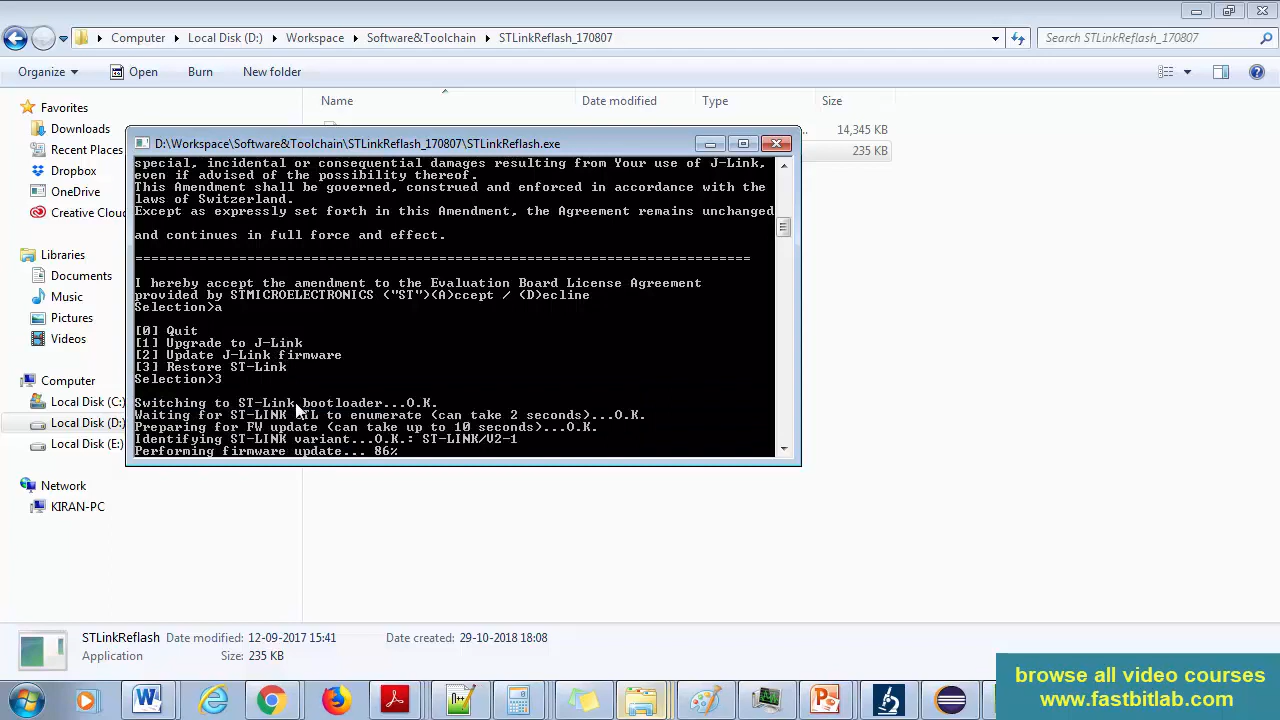 Computer
Local Disk (D:)
Workspace
Software&Toolchain
STLinkReflash_170807
Search STLinkReflash_170807
Organize
Open
Burn
New folder
Favorites
Downloads
Recent Places
Dropbox
OneDrive
Creative Clou
Libraries
Documents
Music
Pictures
Videos
Computer
Local Disk (C:)
Local Disk (D:)
Local Disk (E:)
Network
KIRAN-PC
Name
Date modified
Type
Size
14,345 KB
235 KB
D:\Workspace\Software&Toolchain\STLinkReflash_170807\STLinkReflash.exe
special, incidental or consequential damages resulting from Your use of J-Link,
even if advised of the possibility thereof.
This Amendment shall be governed, construed and enforced in accordance with the
laws of Switzerland.
Except as expressly set forth in this Amendment, the Agreement remains unchanged
and continues in full force and effect.
I hereby accept the amendment to the Evaluation Board License Agreement
provided by STMICROELECTRONICS ("ST")(A)ccept / (D)ecline
Selection>a
[0] Quit
[1] Upgrade to J-Link
[2] Update J-Link firmware
[3] Restore ST-Link
Selection>3
Switching to ST-Link bootloader...O.K.
Waiting for ST-LINK TL to enumerate (can take 2 seconds)...O.K.
Preparing for FW update (can take up to 10 seconds)...O.K.
Identifying ST-LINK variant...O.K.: ST-LINK/V2-1
Performing firmware update... 86%
STLinkReflash
Date modified: 12-09-2017 15:41
Date created: 29-10-2018 18:08
Application
Size: 235 KB
browse all video courses
www.fastbitlab.com